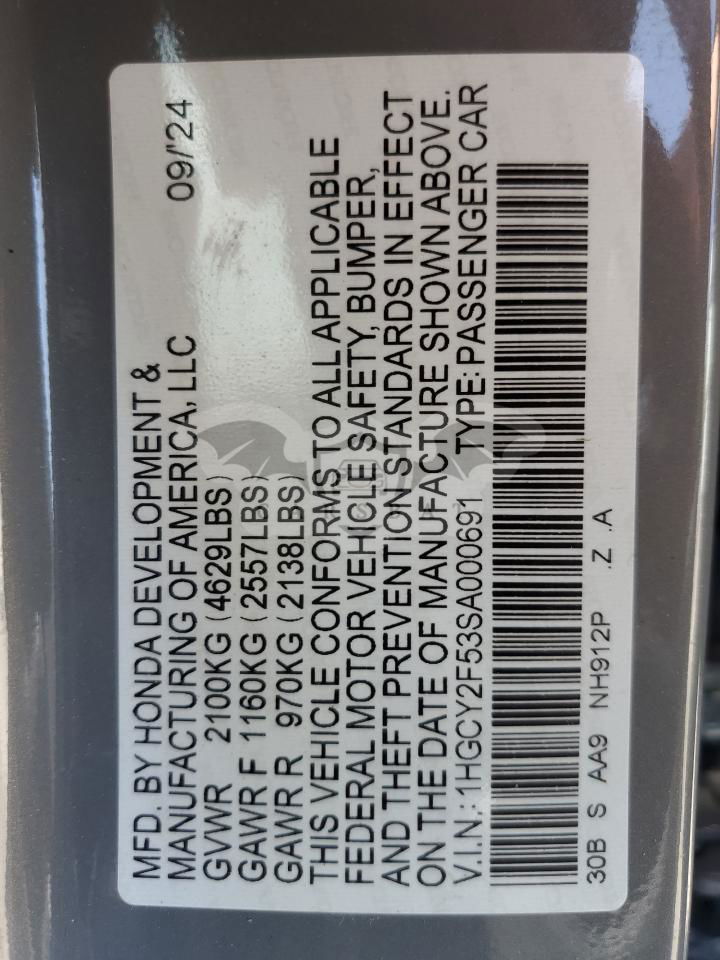 MFD. BY HONDA DEVELOPMENT &
MANUFACTURING OF AMERICA, LLC 09/'24
GVWR 2100KG (4629LBS)
GAWR F 1160KG (2557LBS)
GAWR R 970KG (2138LBS)
THIS VEHICLE CONFORMS TO ALL APPLICABLE
FEDERAL MOTOR VEHICLE SAFETY, BUMPER,
AND THEFT PREVENTION STANDARDS IN EFFECT
ON THE DATE OF MANUFACTURE SHOWN ABOVE.
V.I.N.: 1HGCY2F53SA000691 TYPE: PASSENGER CAR
30B S AA9 NH912P .Z .A